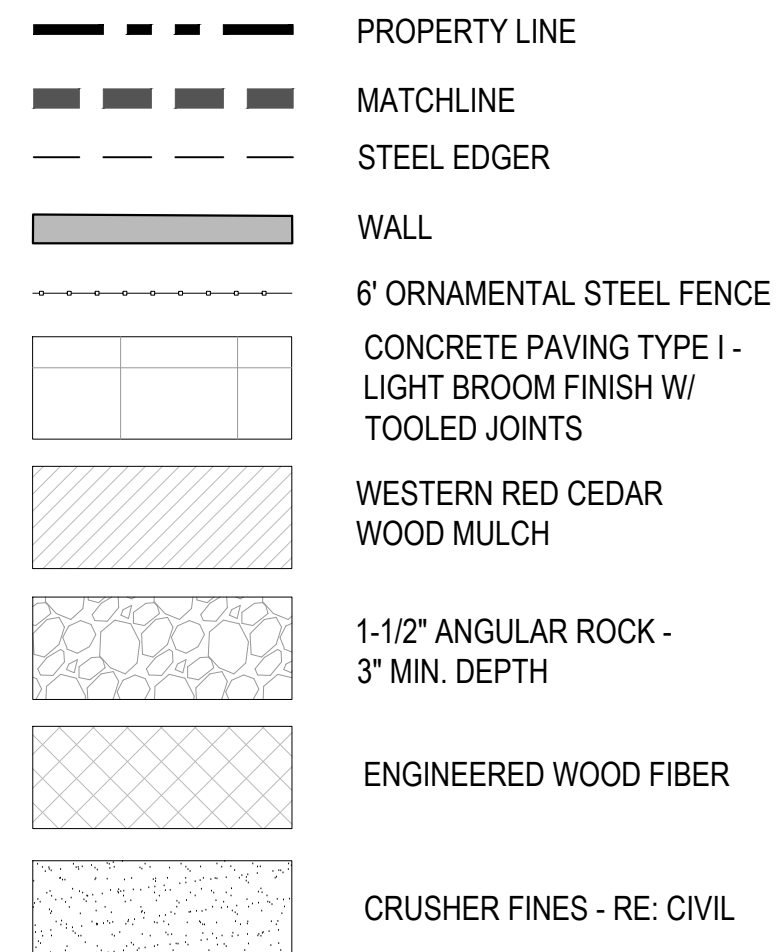 PROPERTY LINE
MATCHLINE
STEEL EDGER
WALL
6' ORNAMENTAL STEEL FENCE
CONCRETE PAVING TYPE I -
LIGHT BROOM FINISH W/
TOOLED JOINTS
WESTERN RED CEDAR
WOOD MULCH
1-1/2" ANGULAR ROCK -
3" MIN. DEPTH
ENGINEERED WOOD FIBER
CRUSHER FINES - RE: CIVIL